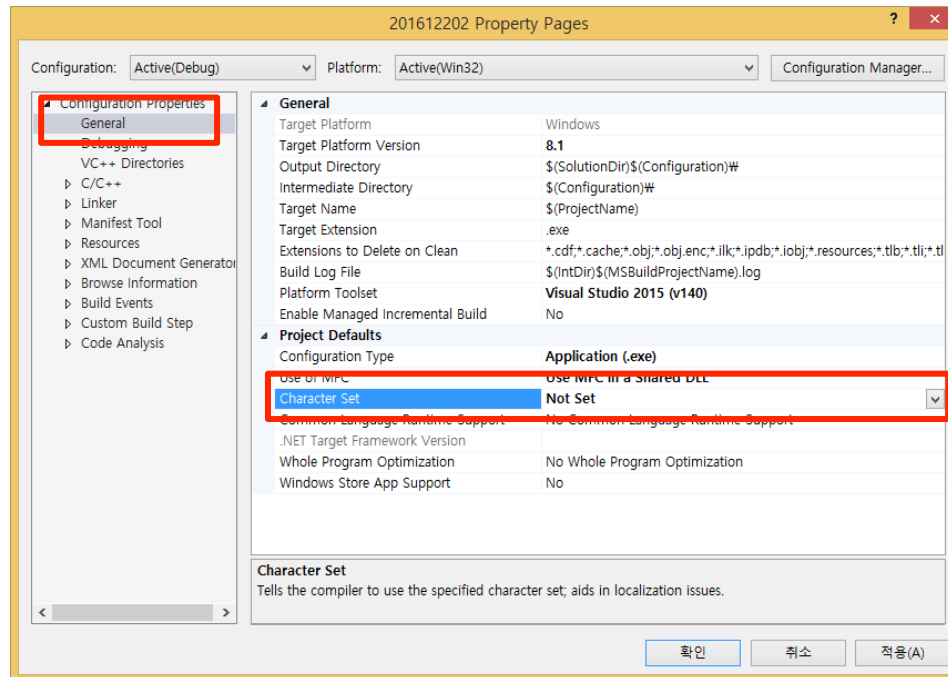 201612202 Property Pages
? ×
Configuration: Active(Debug) Platform: Active(Win32) Configuration Manager...
Configuration Properties
General
Debugging
VC++ Directories
C/C++
Linker
Manifest Tool
Resources
XML Document Generator
Browse Information
Build Events
Custom Build Step
Code Analysis
General
Target Platform Windows
Target Platform Version 8.1
Output Directory $(SolutionDir)$(Configuration)₩
Intermediate Directory $(Configuration)₩
Target Name $(ProjectName)
Target Extension .exe
Extensions to Delete on Clean *.cdf;*.cache;*.obj;*.obj.enc;*.ilk;*.ipdb;*.iobj;*.resources;*.tlb;*.tli;*.tl
Build Log File $(IntDir)$(MSBuildProjectName).log
Platform Toolset Visual Studio 2015 (v140)
Enable Managed Incremental Build No
Project Defaults
Configuration Type Application (.exe)
Use of MFC Use MFC in a Shared DLL
Character Set Not Set
Common Language Runtime Support No Common Language Runtime Support
.NET Target Framework Version
Whole Program Optimization No Whole Program Optimization
Windows Store App Support No
Character Set
Tells the compiler to use the specified character set; aids in localization issues.
확인 취소 적용(A)